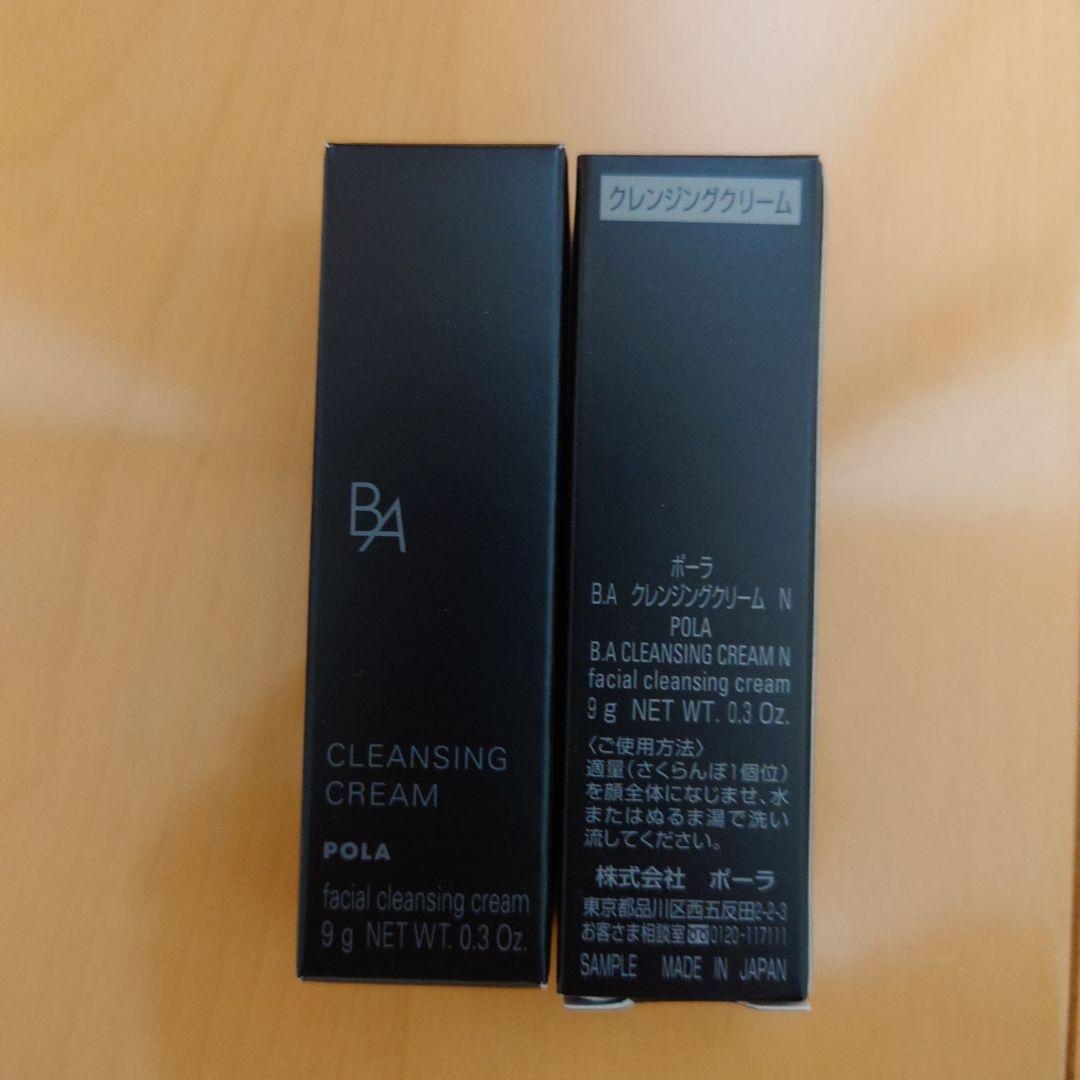 BA
CLEANSING
CREAM
POLA
facial cleansing cream
9 g NET WT. 0.3 Oz.
クレンジングクリーム
ポーラ
B.A クレンジングクリーム N
POLA
B.A CLEANSING CREAM N
facial cleansing cream
9 g NET WT. 0.3 Oz.
〈ご使用方法〉
適量(さくらんぼ1個位)
を顔全体になじませ、水
またはぬるま湯で洗い
流してください。
株式会社 ポーラ
東京都品川区西五反田2-2-3
お客さま相談室 0120-117111
SAMPLE MADE IN JAPAN